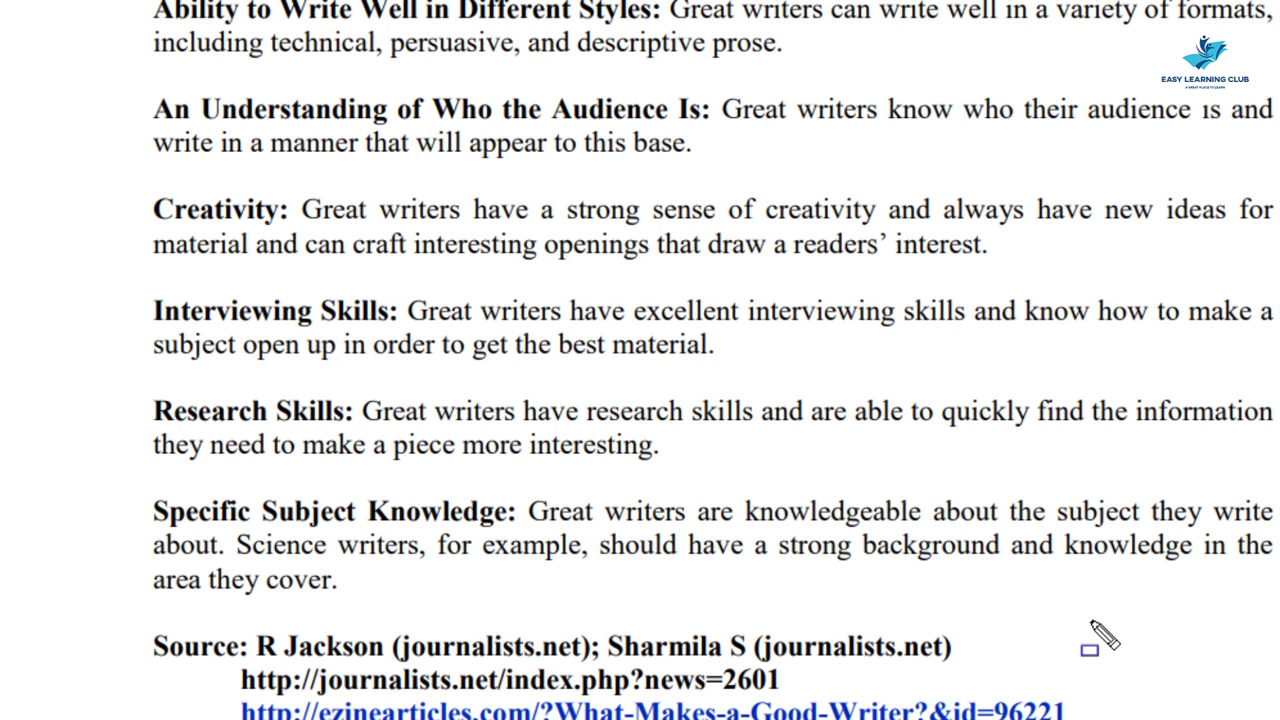 Ability to Write Well in Different Styles: Great writers can write well in a variety of formats,
including technical, persuasive, and descriptive prose.
EASY LEARNING CLUB
A GREAT PLACE TO LEARN
An Understanding of Who the Audience Is: Great writers know who their audience is and
write in a manner that will appear to this base.
Creativity: Great writers have a strong sense of creativity and always have new ideas for
material and can craft interesting openings that draw a readers’ interest.
Interviewing Skills: Great writers have excellent interviewing skills and know how to make a
subject open up in order to get the best material.
Research Skills: Great writers have research skills and are able to quickly find the information
they need to make a piece more interesting.
Specific Subject Knowledge: Great writers are knowledgeable about the subject they write
about. Science writers, for example, should have a strong background and knowledge in the
area they cover.
Source: R Jackson (journalists.net); Sharmila S (journalists.net)
http://journalists.net/index.php?news=2601
http://ezinearticles.com/?What-Makes-a-Good-Writer?&id=96221